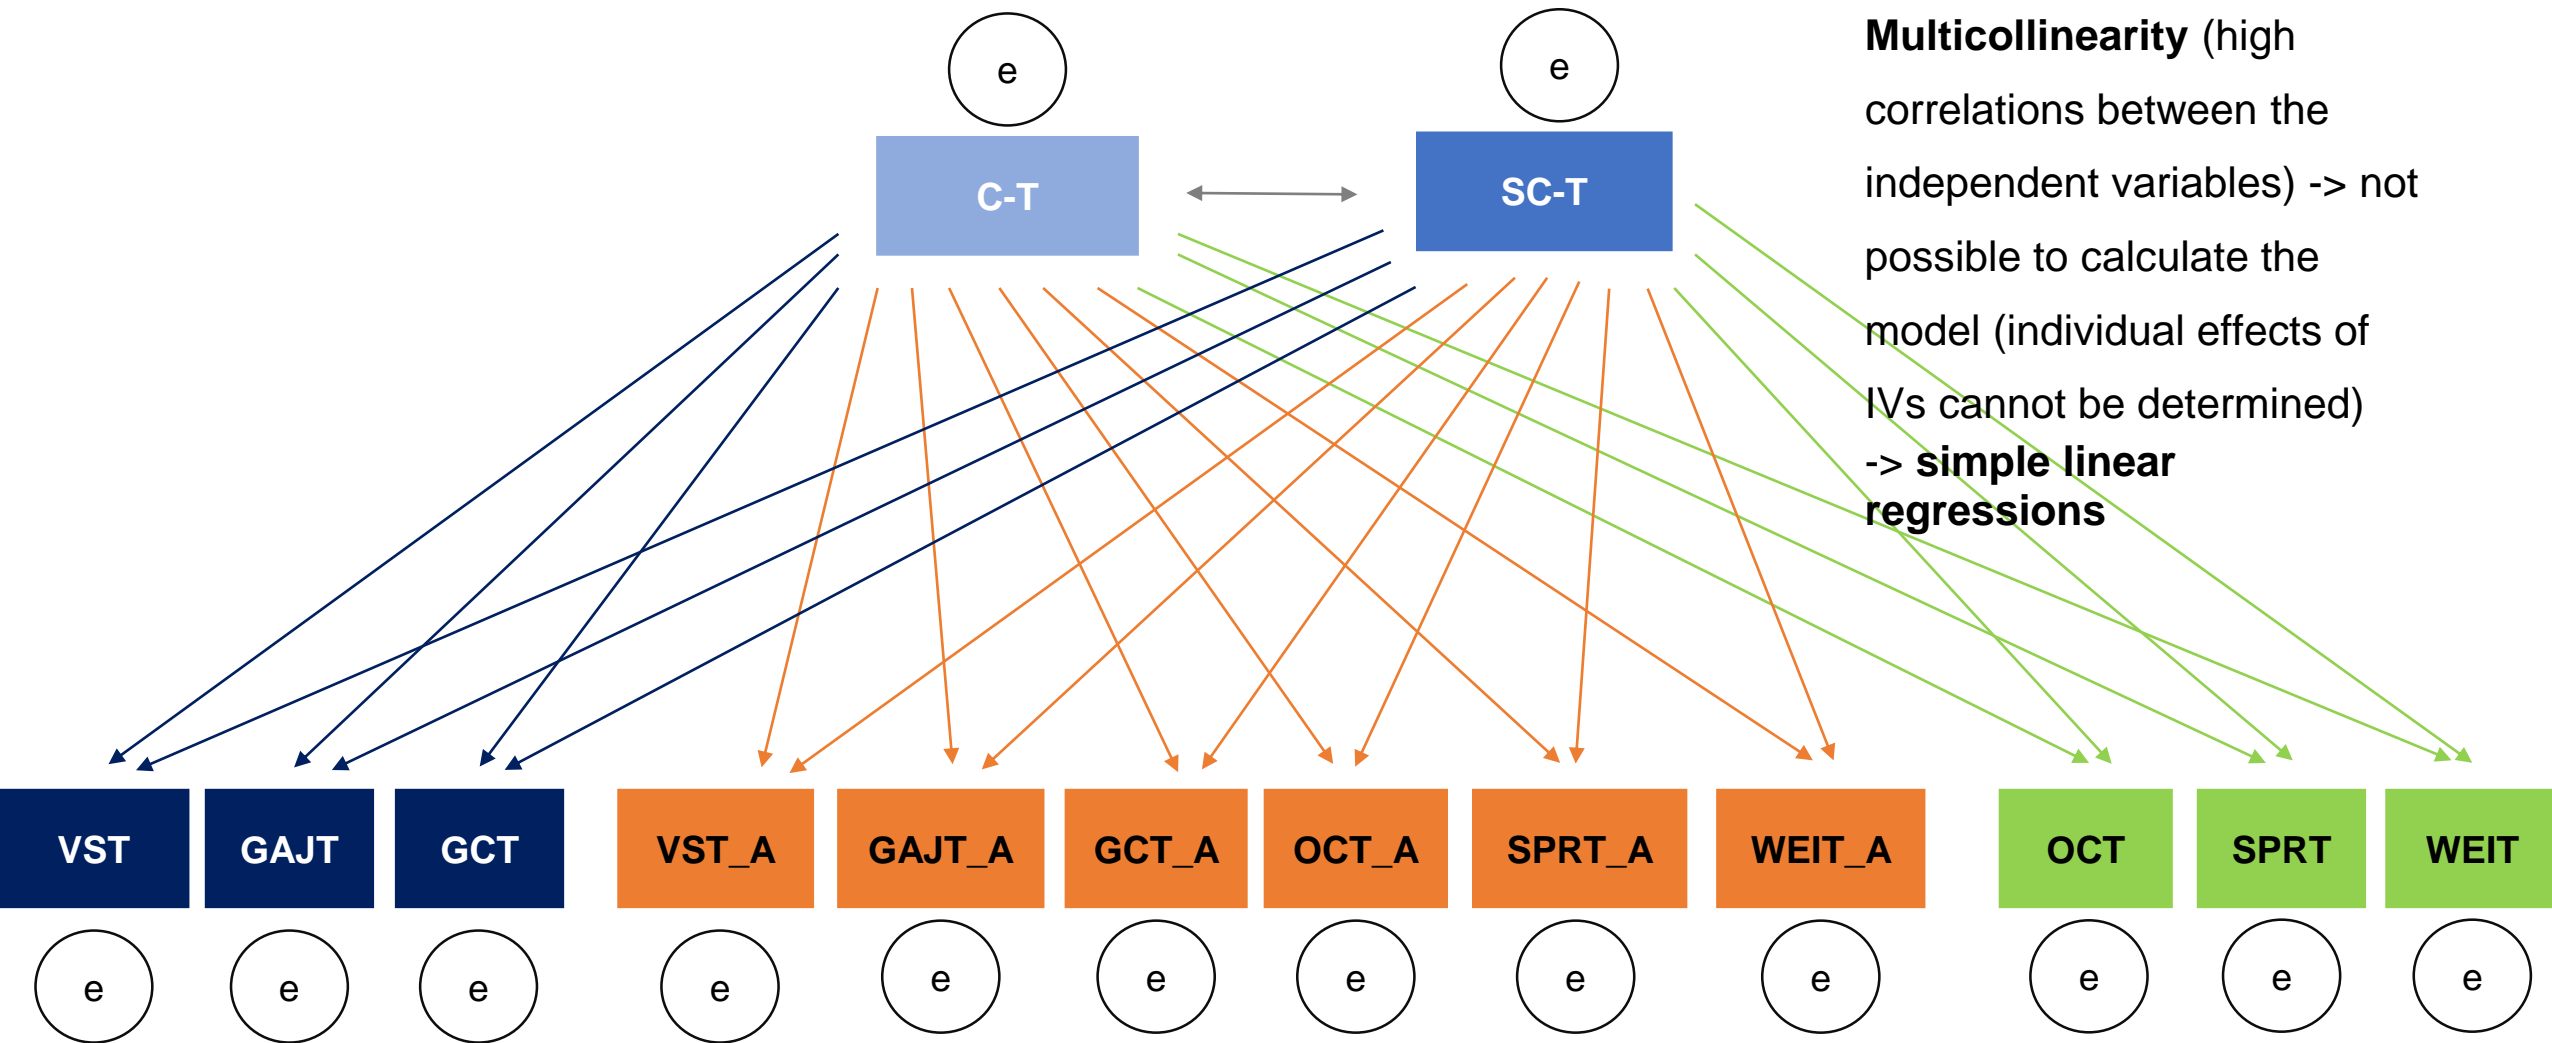 e
e
Multicollinearity (high
correlations between the
independent variables) -> not
possible to calculate the
model (individual effects of
IVs cannot be determined)
-> simple linear
regressions
C-T
SC-T
VST
GAJT
GCT
VST_A
GAJT_A
GCT_A
OCT_A
SPRT_A
WEIT_A
OCT
SPRT
WEIT
e
e
e
e
e
e
e
e
e
e
e
e